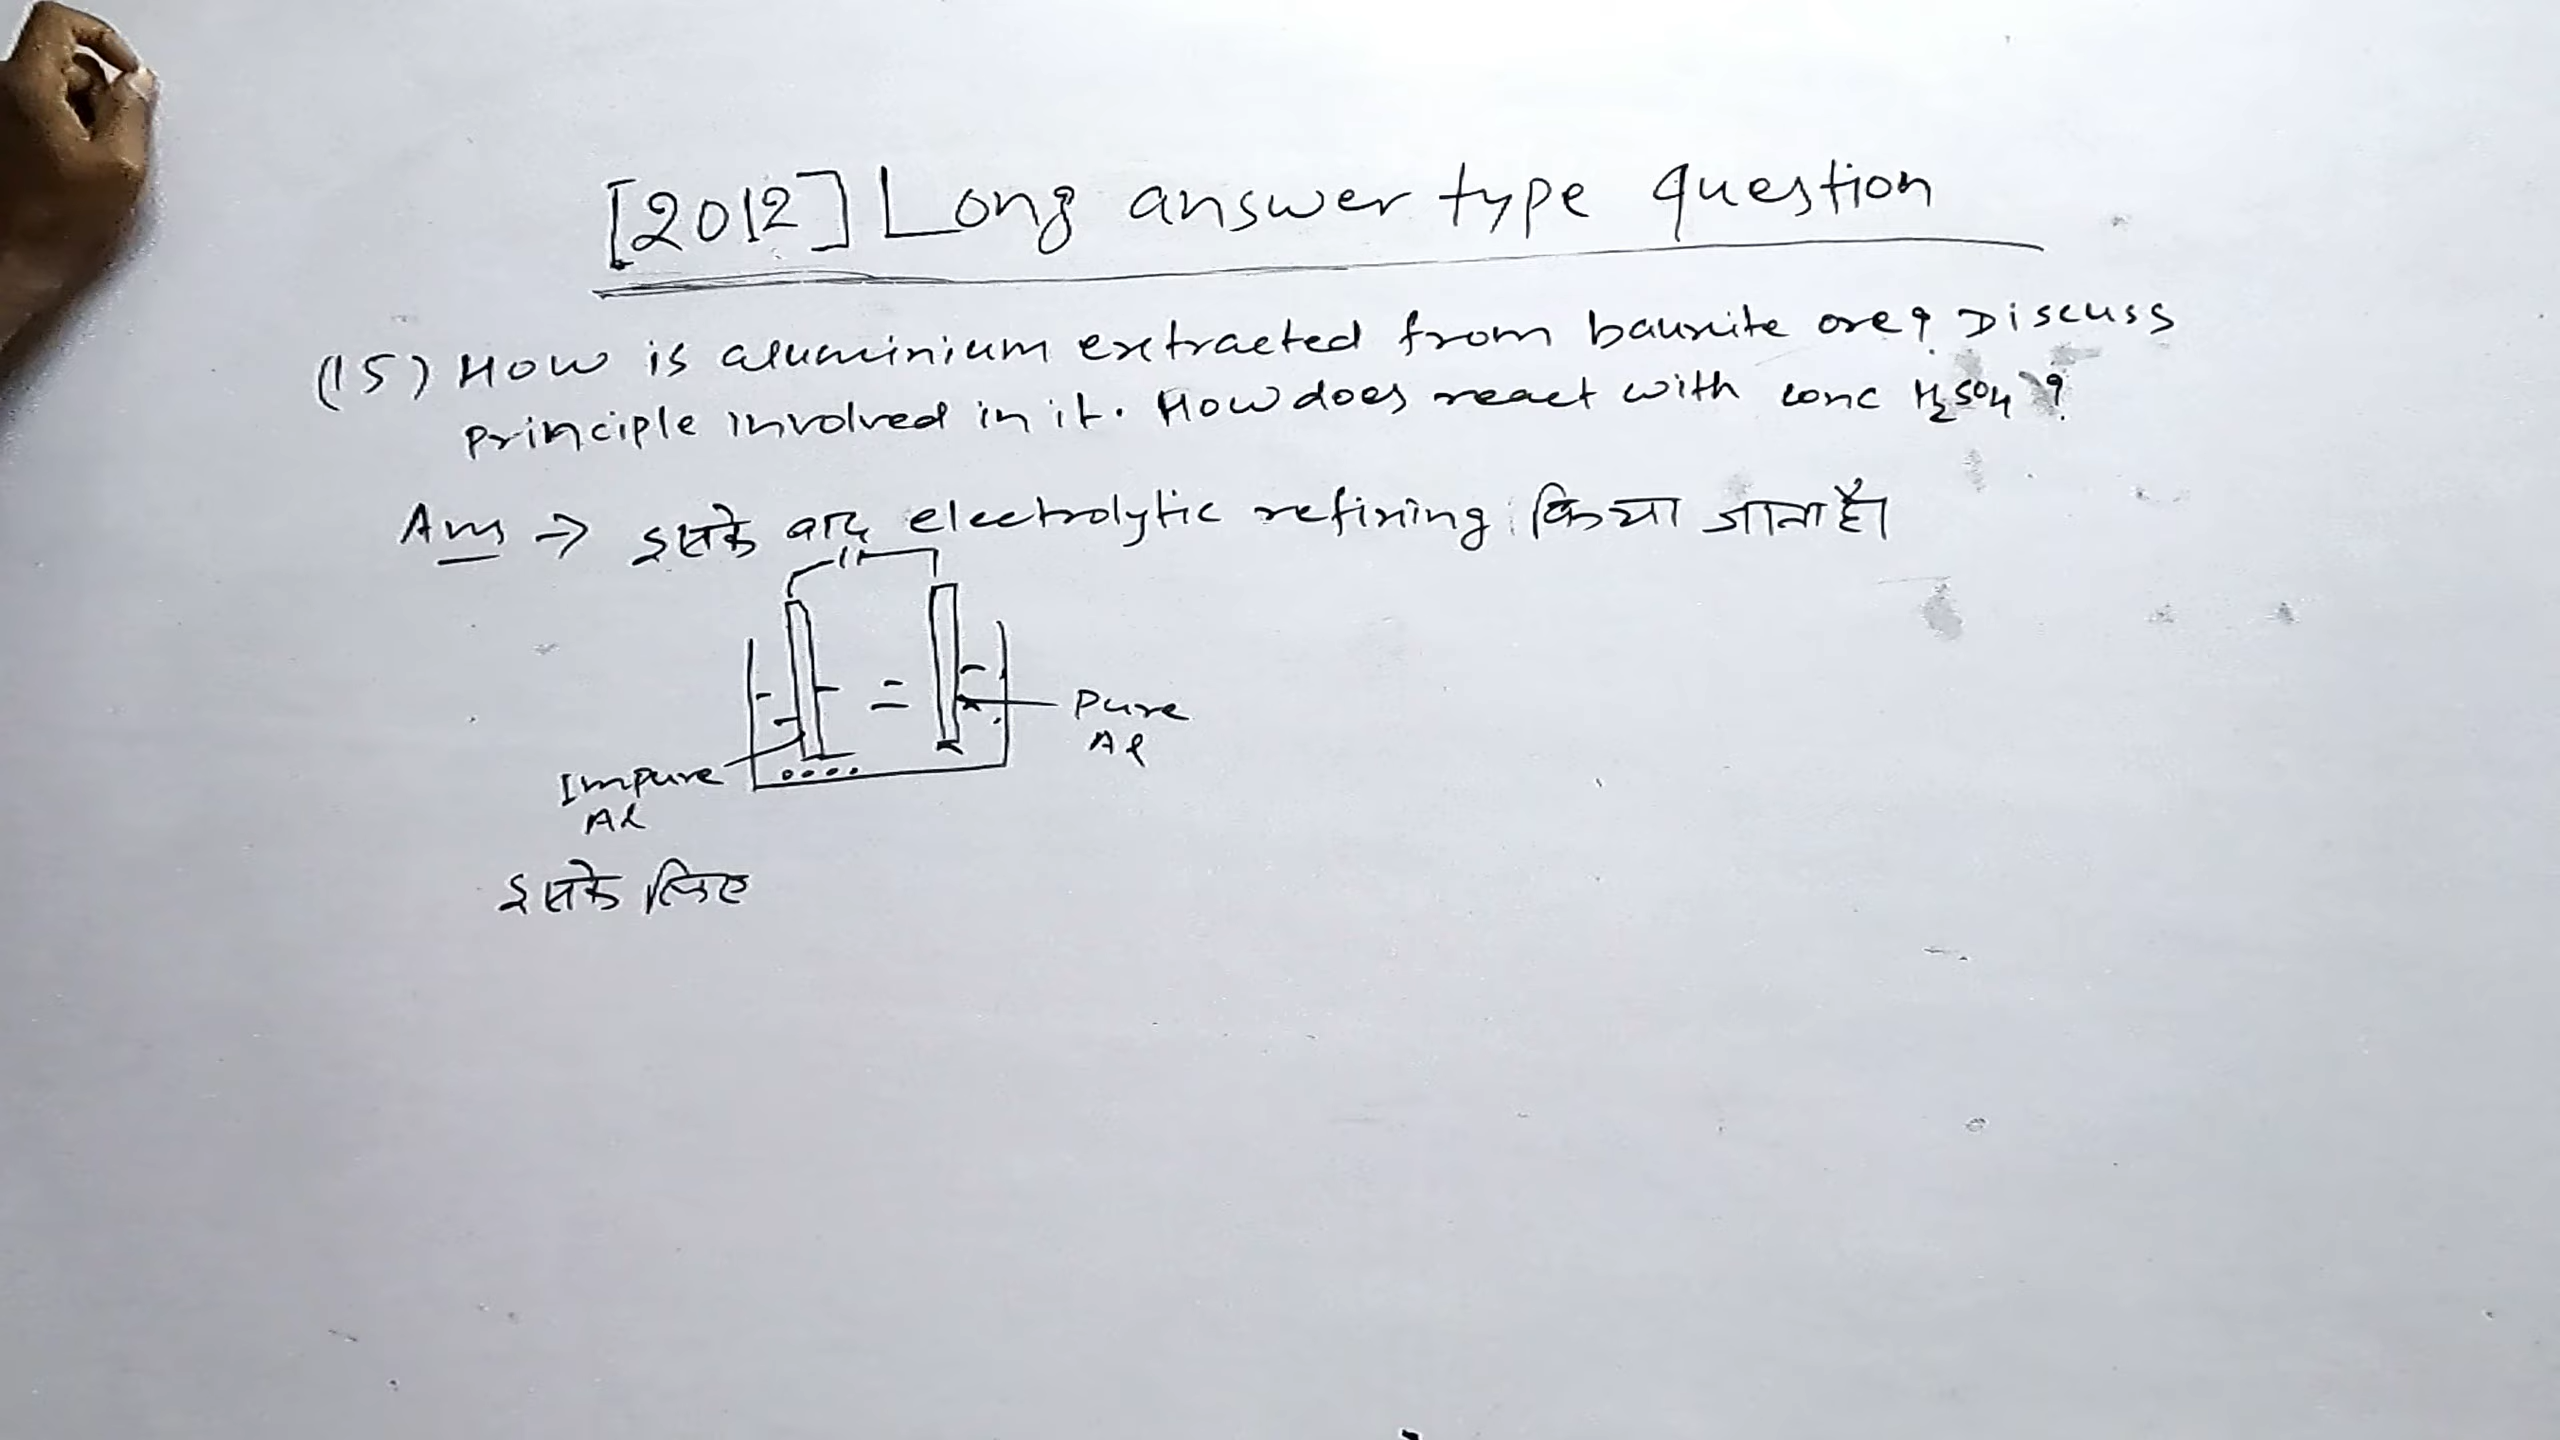 [2012] Long answer type question
(15) How is aluminium extracted from bauxite ore? Discuss
principle involved in it. How does react with conc H₂SO₄?
Ans → इसके बाद electrolytic refining किया जाता है।
Pure
Al
Impure
Al
इसके लिए